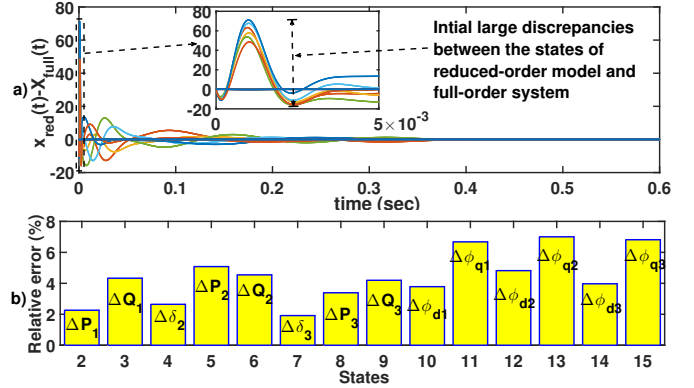 a)
x_red(t)-X_full(t)
80
60
40
20
0
-20
80
60
40
20
0
-20
0
5×10⁻³
Intial large discrepancies
between the states of
reduced-order model and
full-order system
0
0.1
0.2
0.3
0.4
0.5
0.6
time (sec)
b)
Relative error (%)
8
6
4
2
0
ΔP₁
ΔQ₁
Δδ₂
ΔP₂
ΔQ₂
Δδ₃
ΔP₃
ΔQ₃
Δϕ_d1
Δϕ_q1
Δϕ_d2
Δϕ_q2
Δϕ_d3
Δϕ_q3
2 3 4 5 6 7 8 9 10 11 12 13 14 15
States